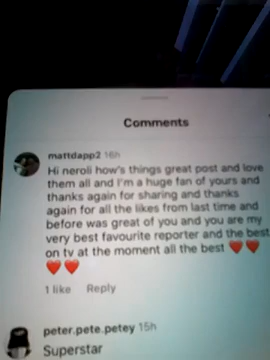 Comments
mattdapp2 16h
Hi neroli how's things great post and love
them all and I'm a huge fan of yours and
thanks again for sharing and thanks
again for all the likes from last time and
before was great of you and you are my
very best favourite reporter and the best
on tv at the moment all the best ❤️❤️
❤️❤️
1 like Reply
peter.pete.petey 15h
Superstar